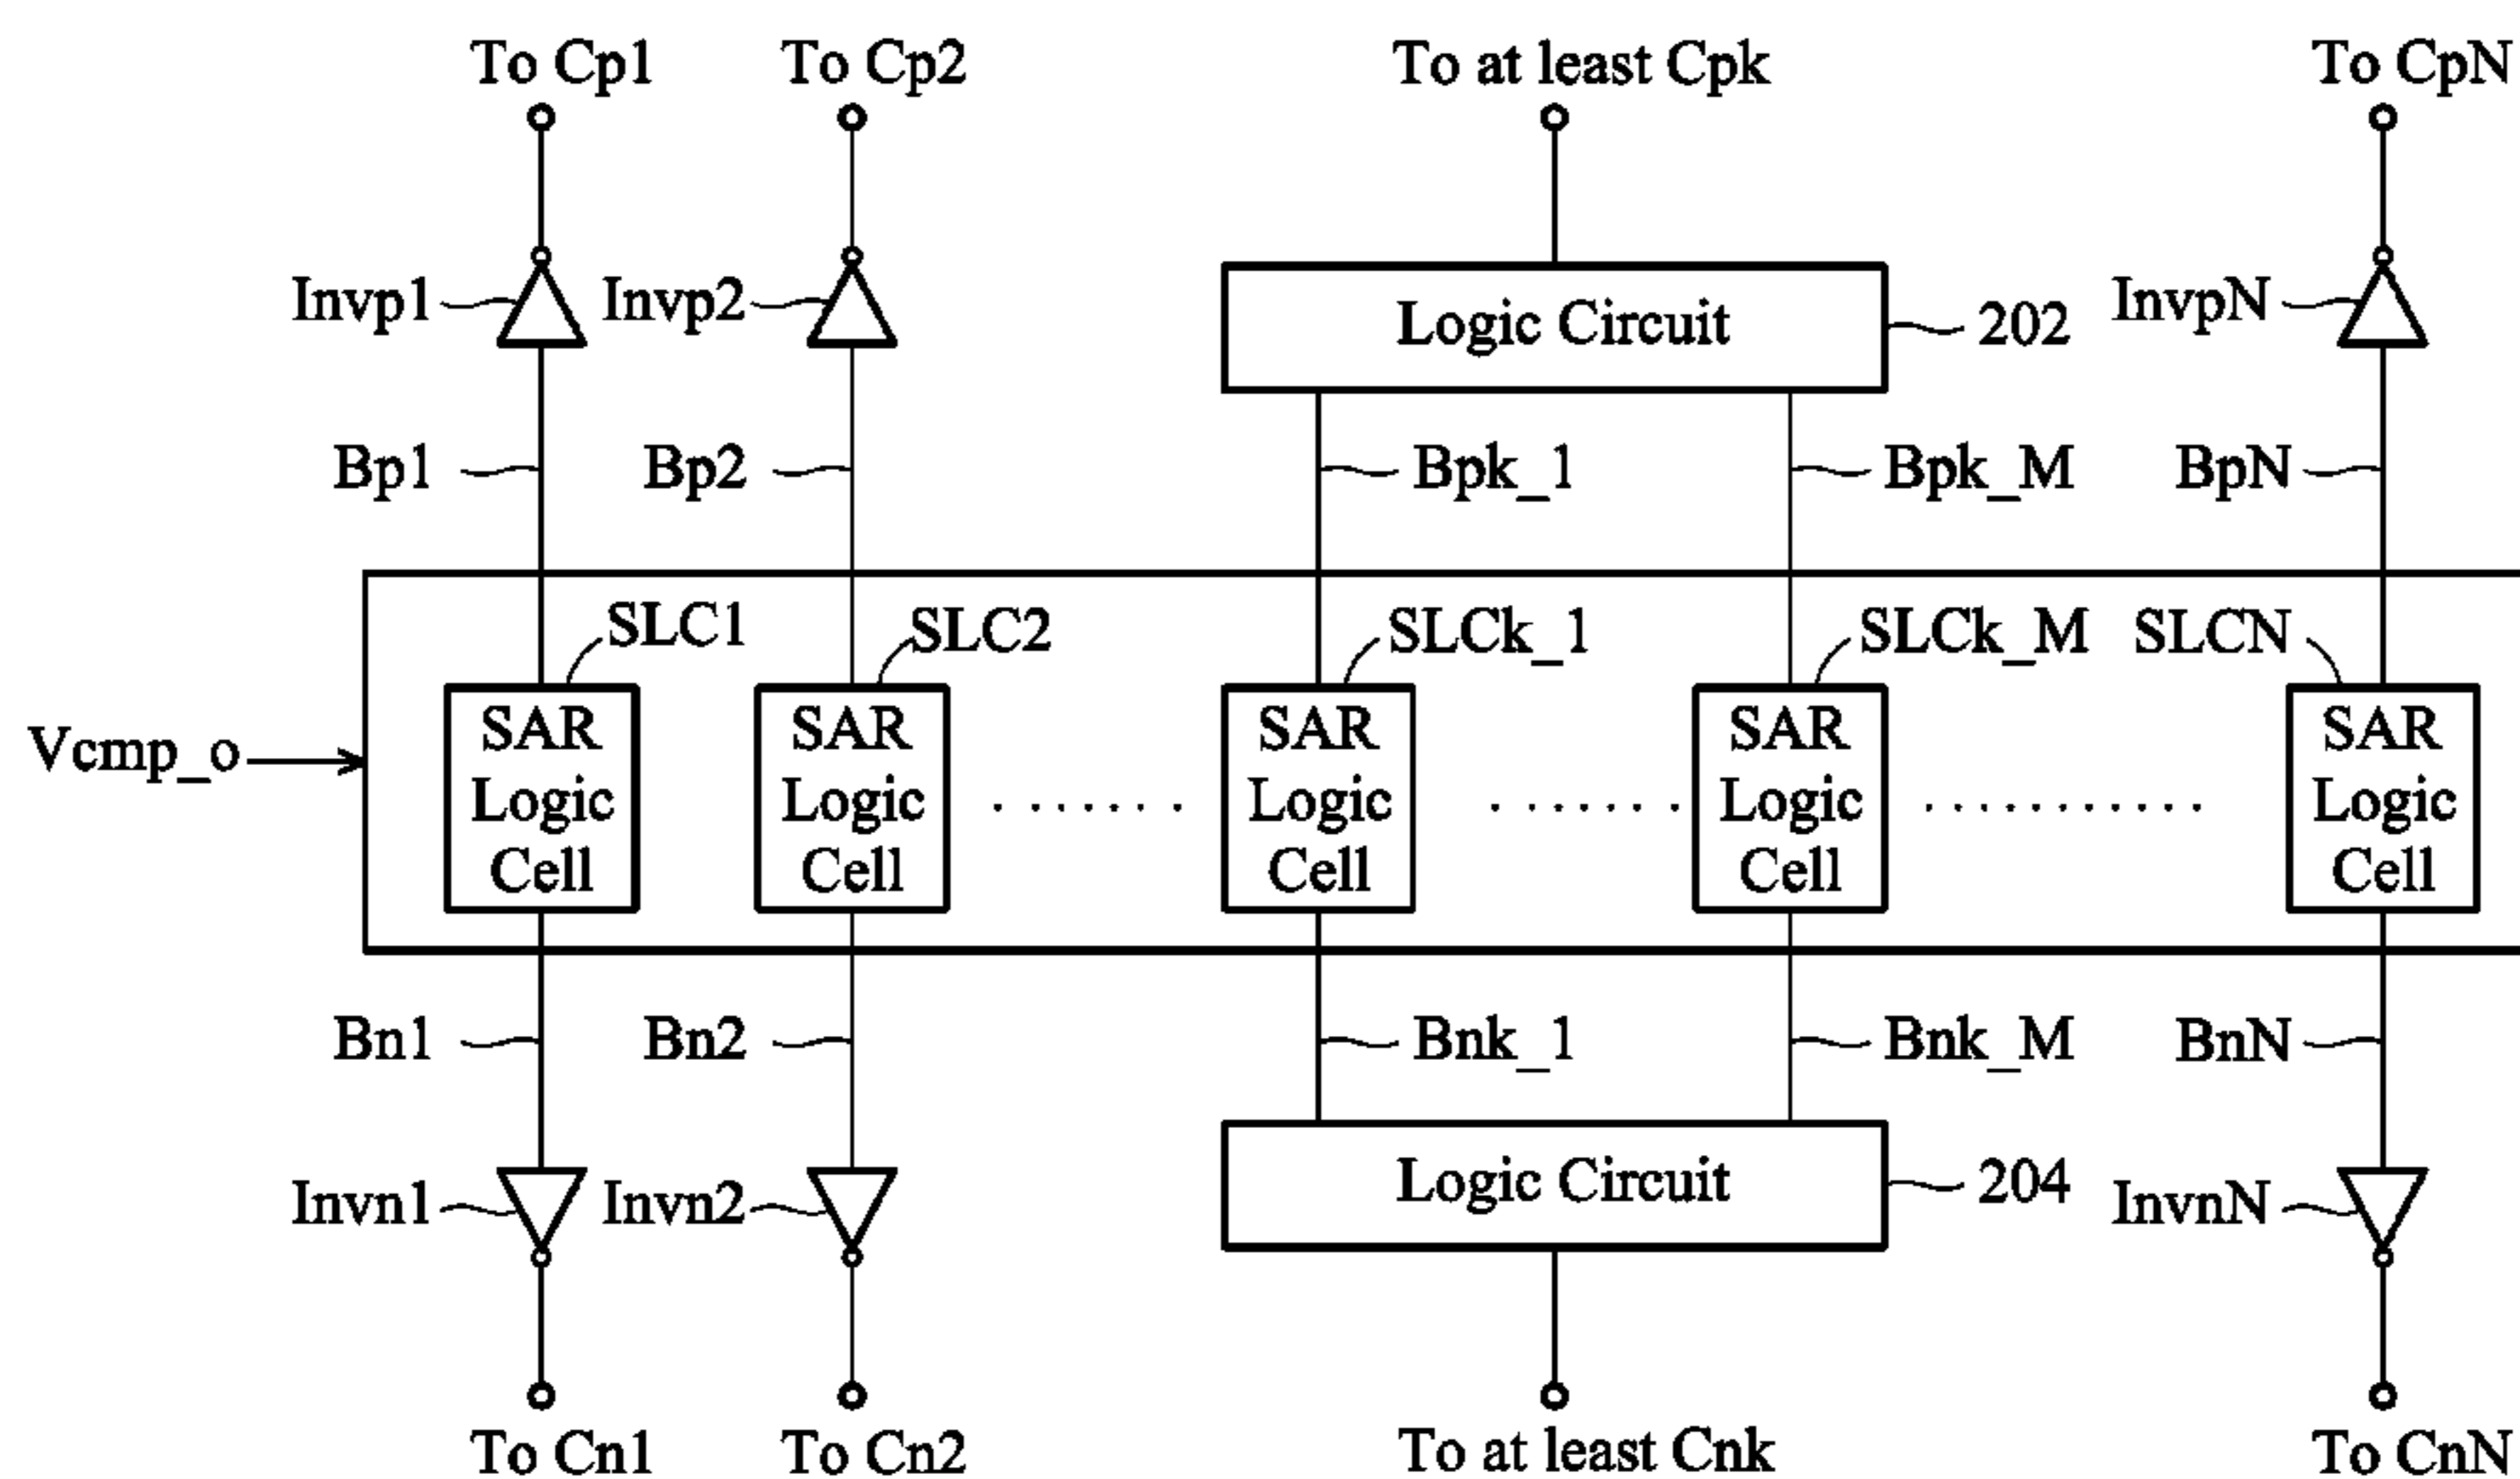 To Cp1 To Cp2 To at least Cpk To CpN
Invp1 Invp2 Logic Circuit 202 InvpN
Bp1 Bp2 Bpk_1 Bpk_M BpN
SLC1 SLC2 SLCk_1 SLCk_M SLCN
SAR SAR SAR SAR SAR
Vcmp_o
Logic Logic ....... Logic ....... Logic ........... Logic
Cell Cell Cell Cell Cell
Bn1 Bn2 Bnk_1 Bnk_M BnN
Invn1 Invn2 Logic Circuit 204 InvnN
To Cn1 To Cn2 To at least Cnk To CnN